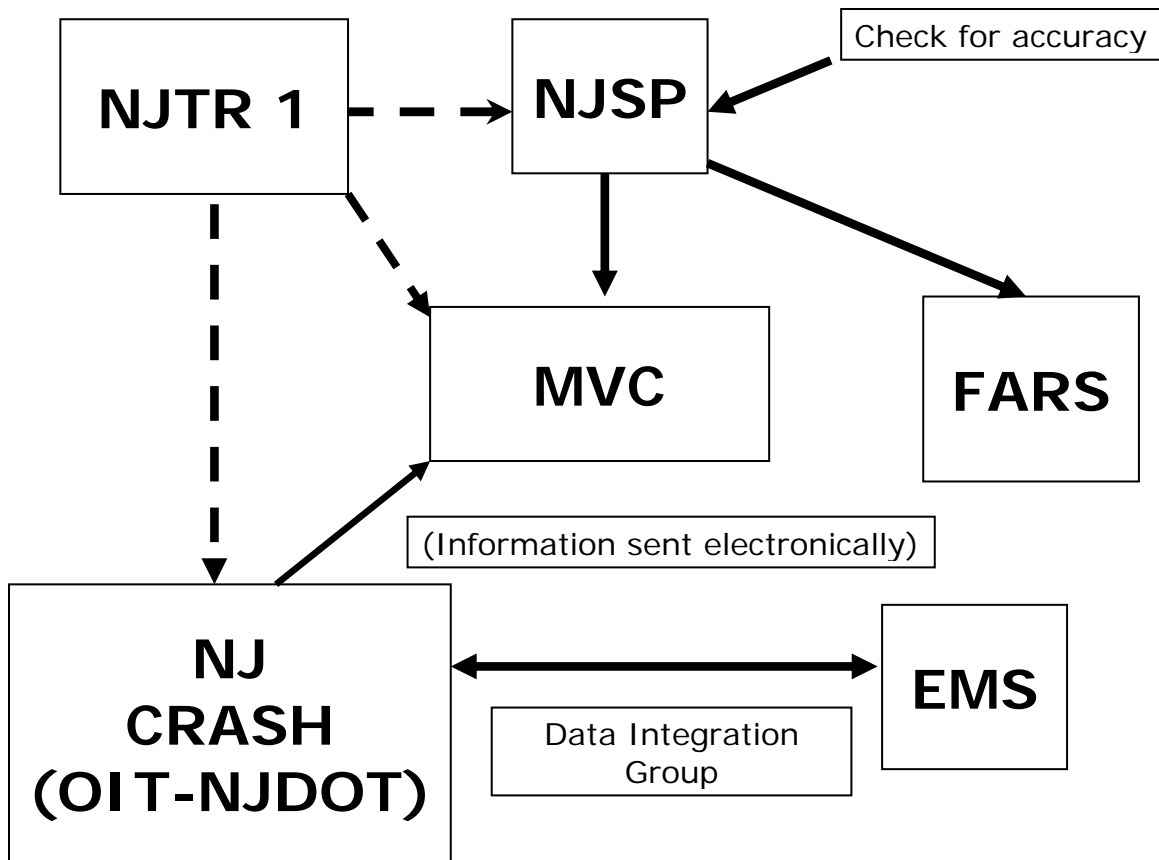 Check for accuracy
NJTR 1
NJSP
MVC
FARS
(Information sent electronically)
NJ
CRASH
(OIT-NJDOT)
EMS
Data Integration
Group